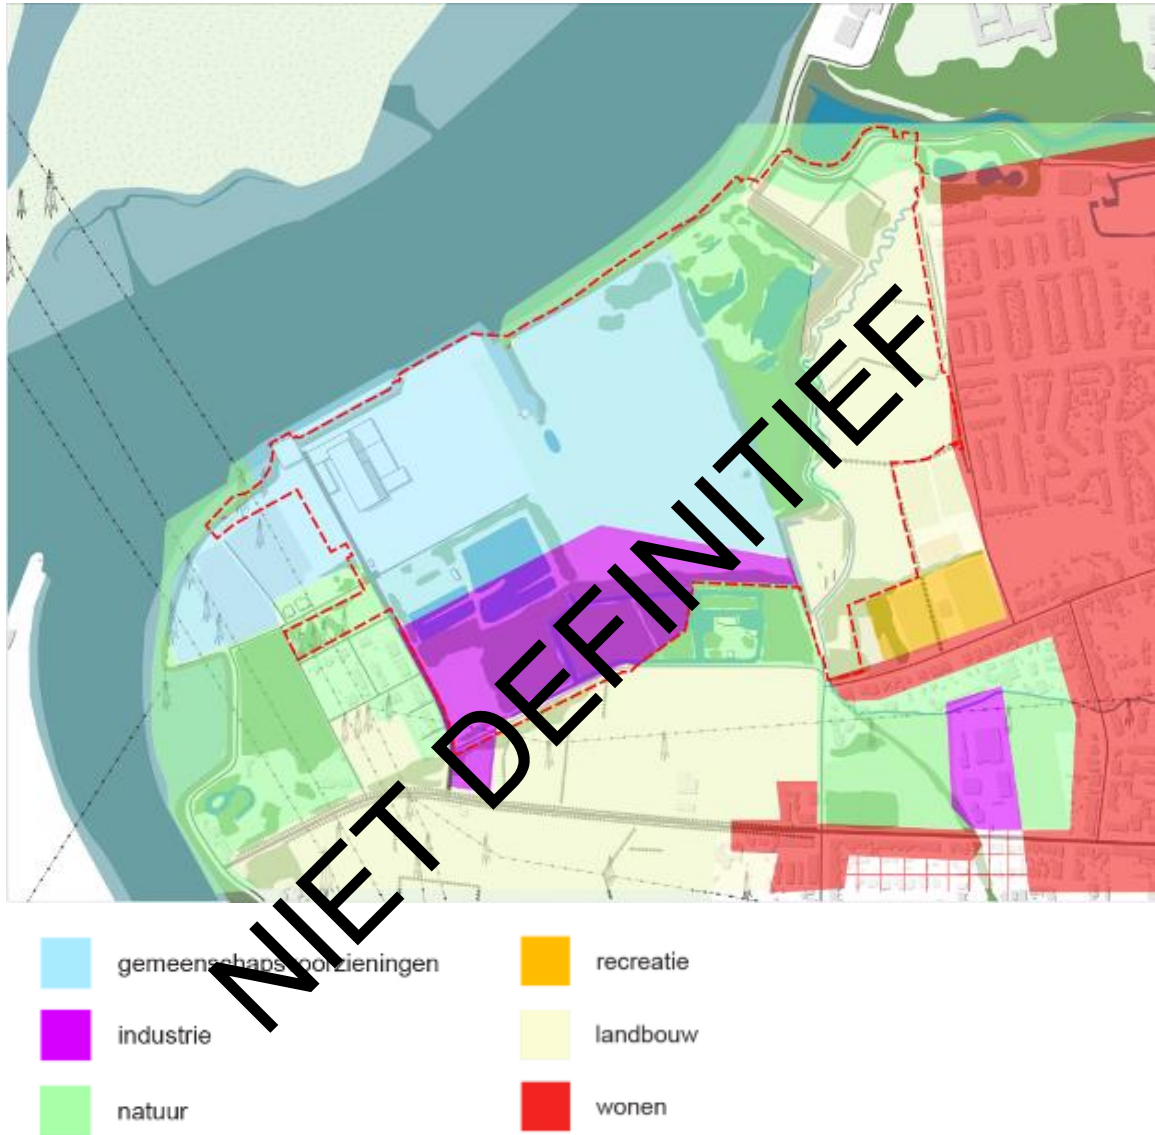 NIET DEFINITIEF
gemeenschapsvoorzieningen
industrie
natuur
recreatie
landbouw
wonen